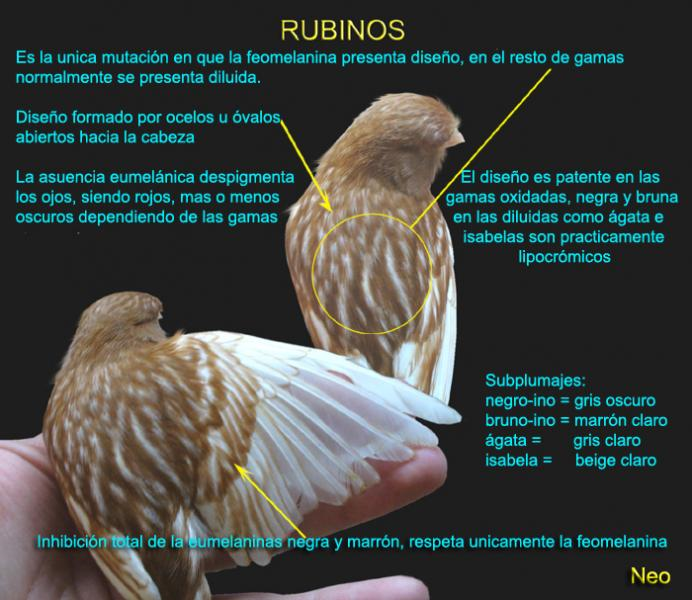 RUBINOS
Es la unica mutación en que la feomelanina presenta diseño, en el resto de gamas
normalmente se presenta diluida.
Diseño formado por ocelos u óvalos
abiertos hacia la cabeza
La asuencia eumelánica despigmenta
los ojos, siendo rojos, mas o menos
oscuros dependiendo de las gamas
El diseño es patente en las
gamas oxidadas, negra y bruna
en las diluidas como ágata e
isabelas son practicamente
lipocrómicos
Subplumajes:
negro-ino = gris oscuro
bruno-ino = marrón claro
ágata = gris claro
isabela = beige claro
Inhibición total de la eumelaninas negra y marrón, respeta unicamente la feomelanina
Neo